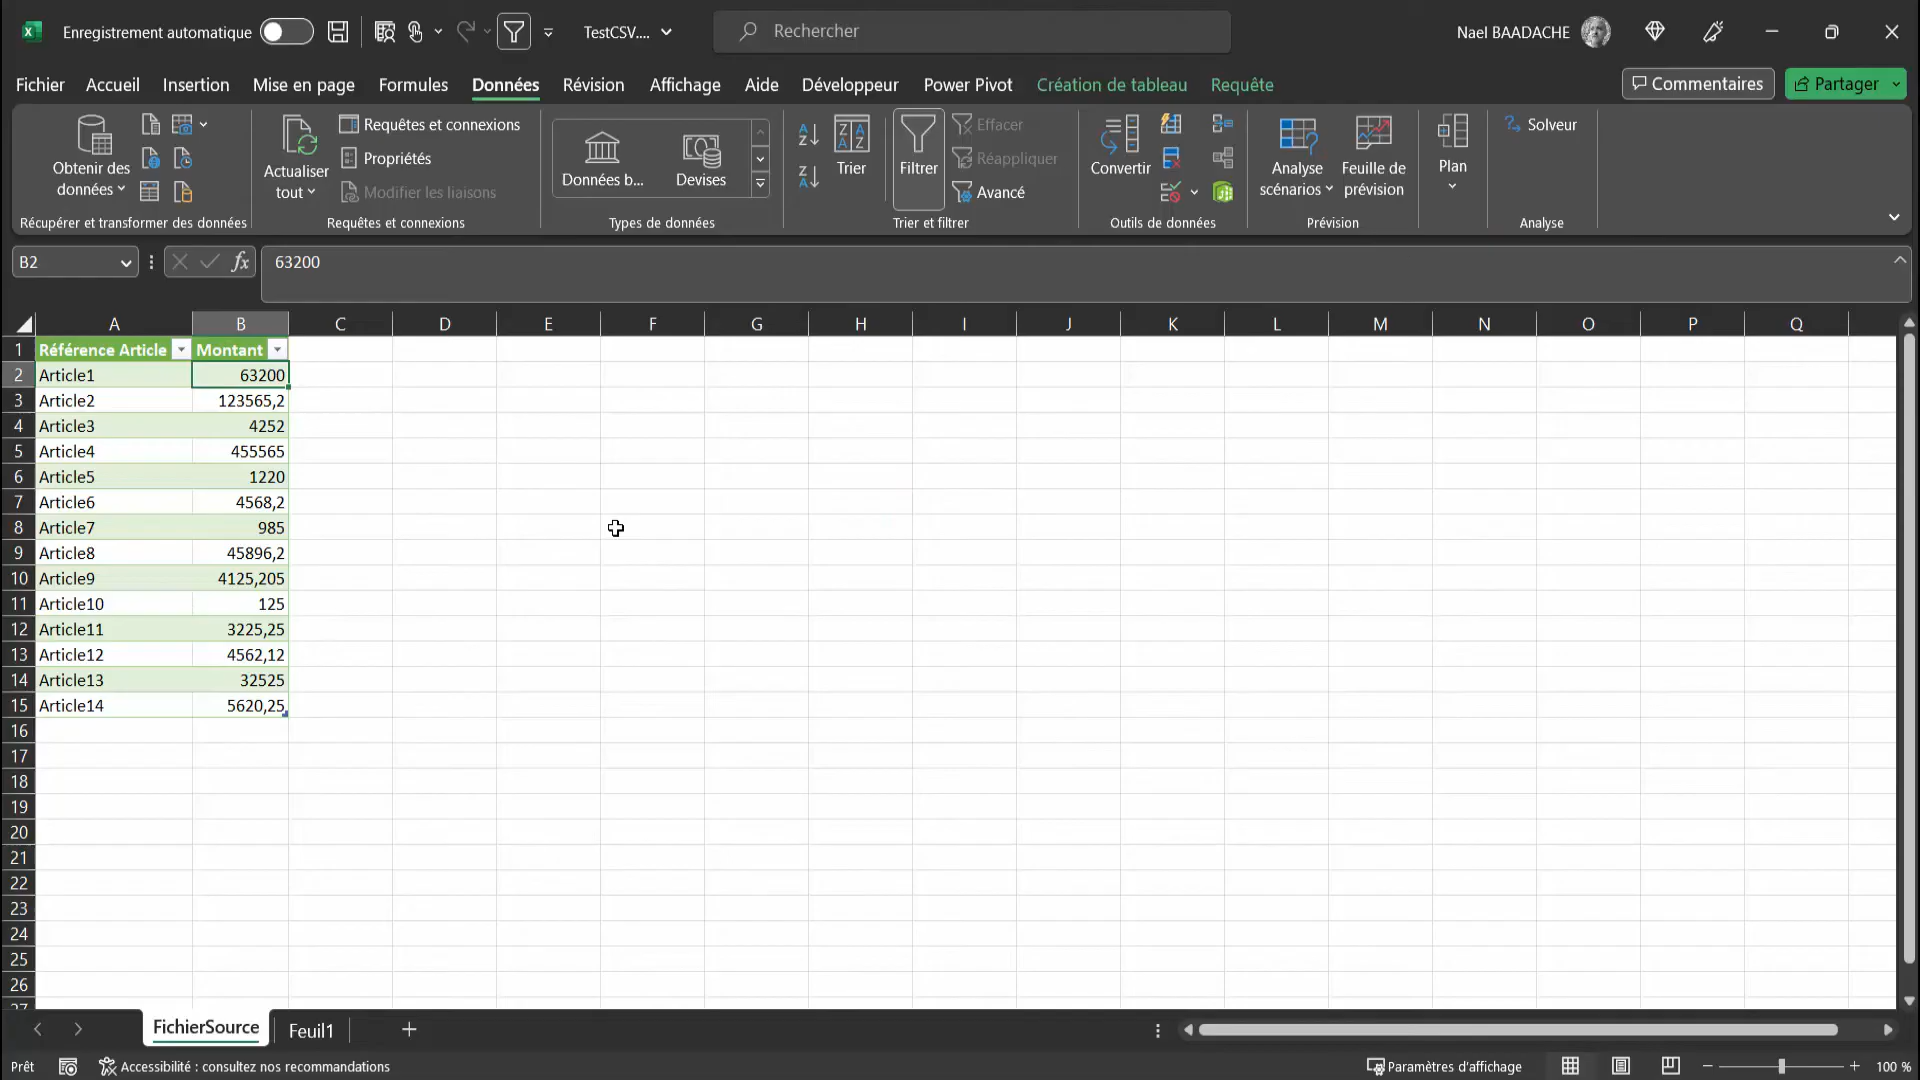 Enregistrement automatique
TestCSV....
Rechercher
Nael BAADACHE
Fichier Accueil Insertion Mise en page Formules Données Révision Affichage Aide Développeur Power Pivot Création de tableau Requête
Commentaires
Partager
Obtenir des données
Récupérer et transformer des données
Actualiser tout
Requêtes et connexions
Propriétés
Modifier les liaisons
Requêtes et connexions
Données b...
Devises
Types de données
Trier
Filtrer
Effacer
Réappliquer
Avancé
Trier et filtrer
Convertir
Outils de données
Analyse scénarios
Feuille de prévision
Prévision
Plan
Solveur
Analyse
B2
fx
63200
A B C D E F G H I J K L M N O P Q
1 Référence Article Montant
2 Article1 63200
3 Article2 123565,2
4 Article3 4252
5 Article4 455565
6 Article5 1220
7 Article6 4568,2
8 Article7 985
9 Article8 45896,2
10 Article9 4125,205
11 Article10 125
12 Article11 3225,25
13 Article12 4562,12
14 Article13 32525
15 Article14 5620,25
16
17
18
19
20
21
22
23
24
25
26
27
FichierSource Feuil1
Prêt
Accessibilité : consultez nos recommandations
Paramètres d'affichage
100 %